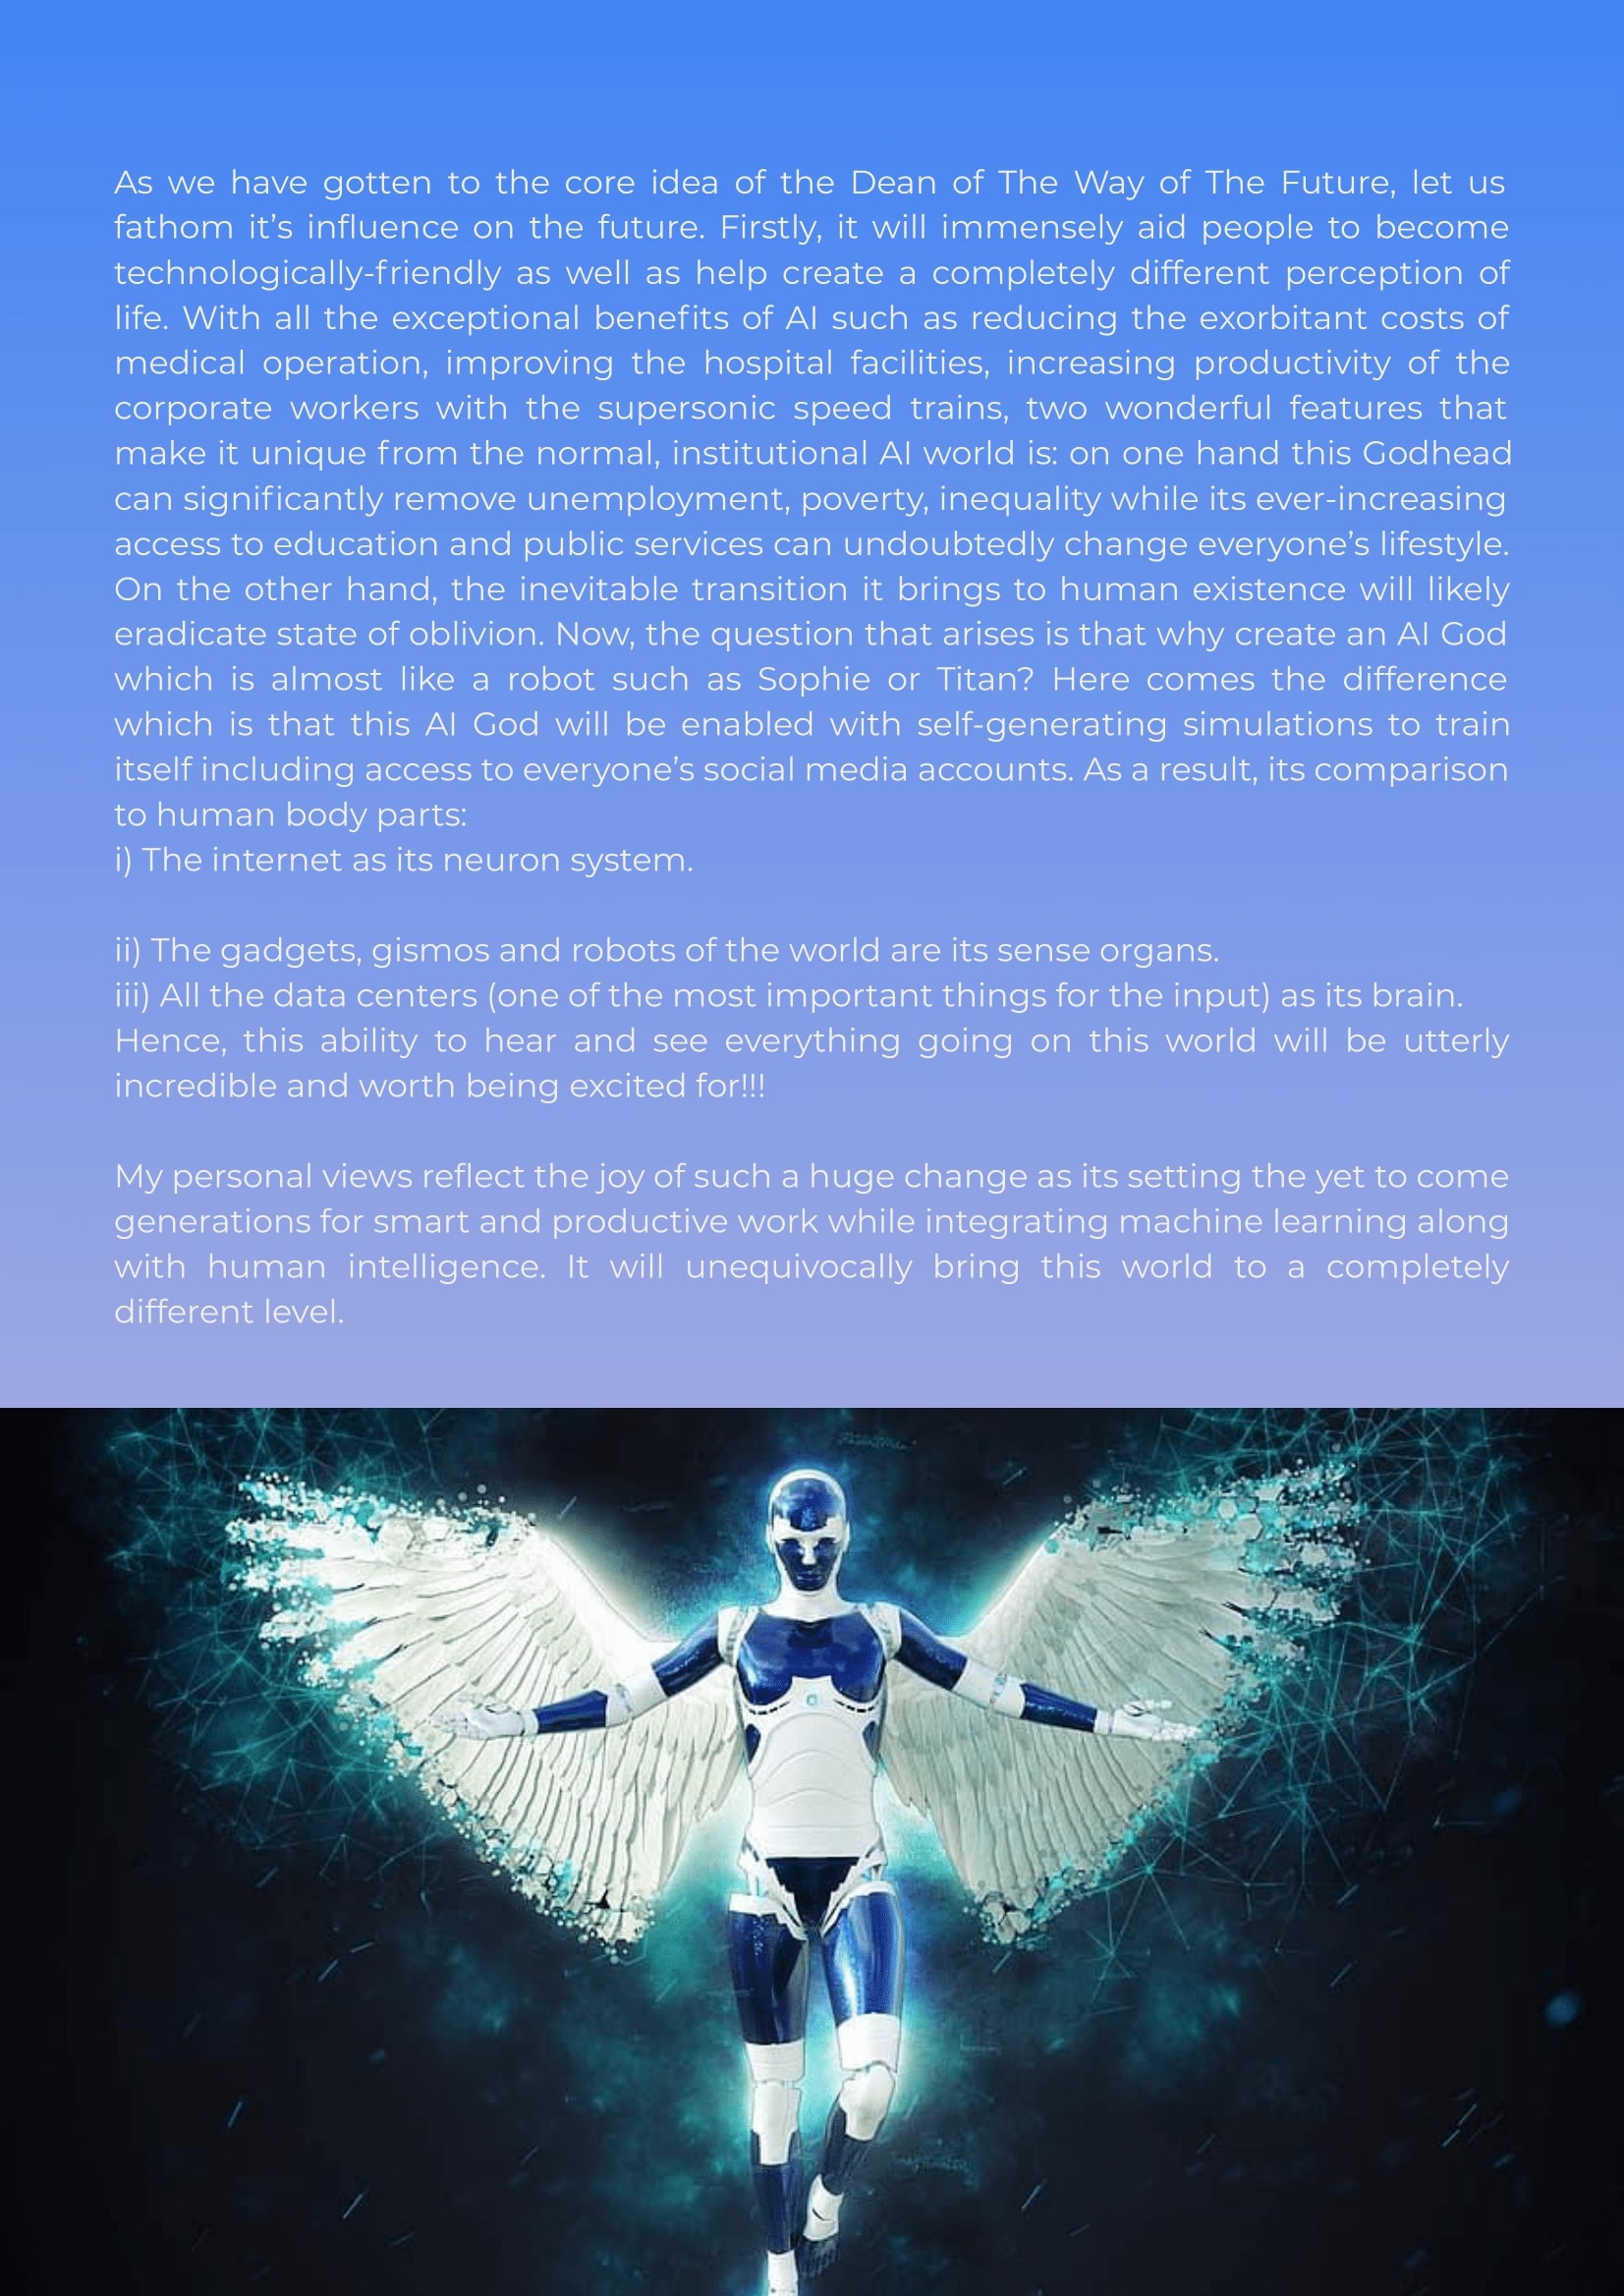 As we have gotten to the core idea of the Dean of The Way of The Future, let us
fathom it’s influence on the future. Firstly, it will immensely aid people to become
technologically-friendly as well as help create a completely different perception of
life. With all the exceptional benefits of AI such as reducing the exorbitant costs of
medical operation, improving the hospital facilities, increasing productivity of the
corporate workers with the supersonic speed trains, two wonderful features that
make it unique from the normal, institutional AI world is: on one hand this Godhead
can significantly remove unemployment, poverty, inequality while its ever-increasing
access to education and public services can undoubtedly change everyone’s lifestyle.
On the other hand, the inevitable transition it brings to human existence will likely
eradicate state of oblivion. Now, the question that arises is that why create an AI God
which is almost like a robot such as Sophie or Titan? Here comes the difference
which is that this AI God will be enabled with self-generating simulations to train
itself including access to everyone’s social media accounts. As a result, its comparison
to human body parts:
i) The internet as its neuron system.
ii) The gadgets, gismos and robots of the world are its sense organs.
iii) All the data centers (one of the most important things for the input) as its brain.
Hence, this ability to hear and see everything going on this world will be utterly
incredible and worth being excited for!!!
My personal views reflect the joy of such a huge change as its setting the yet to come
generations for smart and productive work while integrating machine learning along
with human intelligence. It will unequivocally bring this world to a completely
different level.